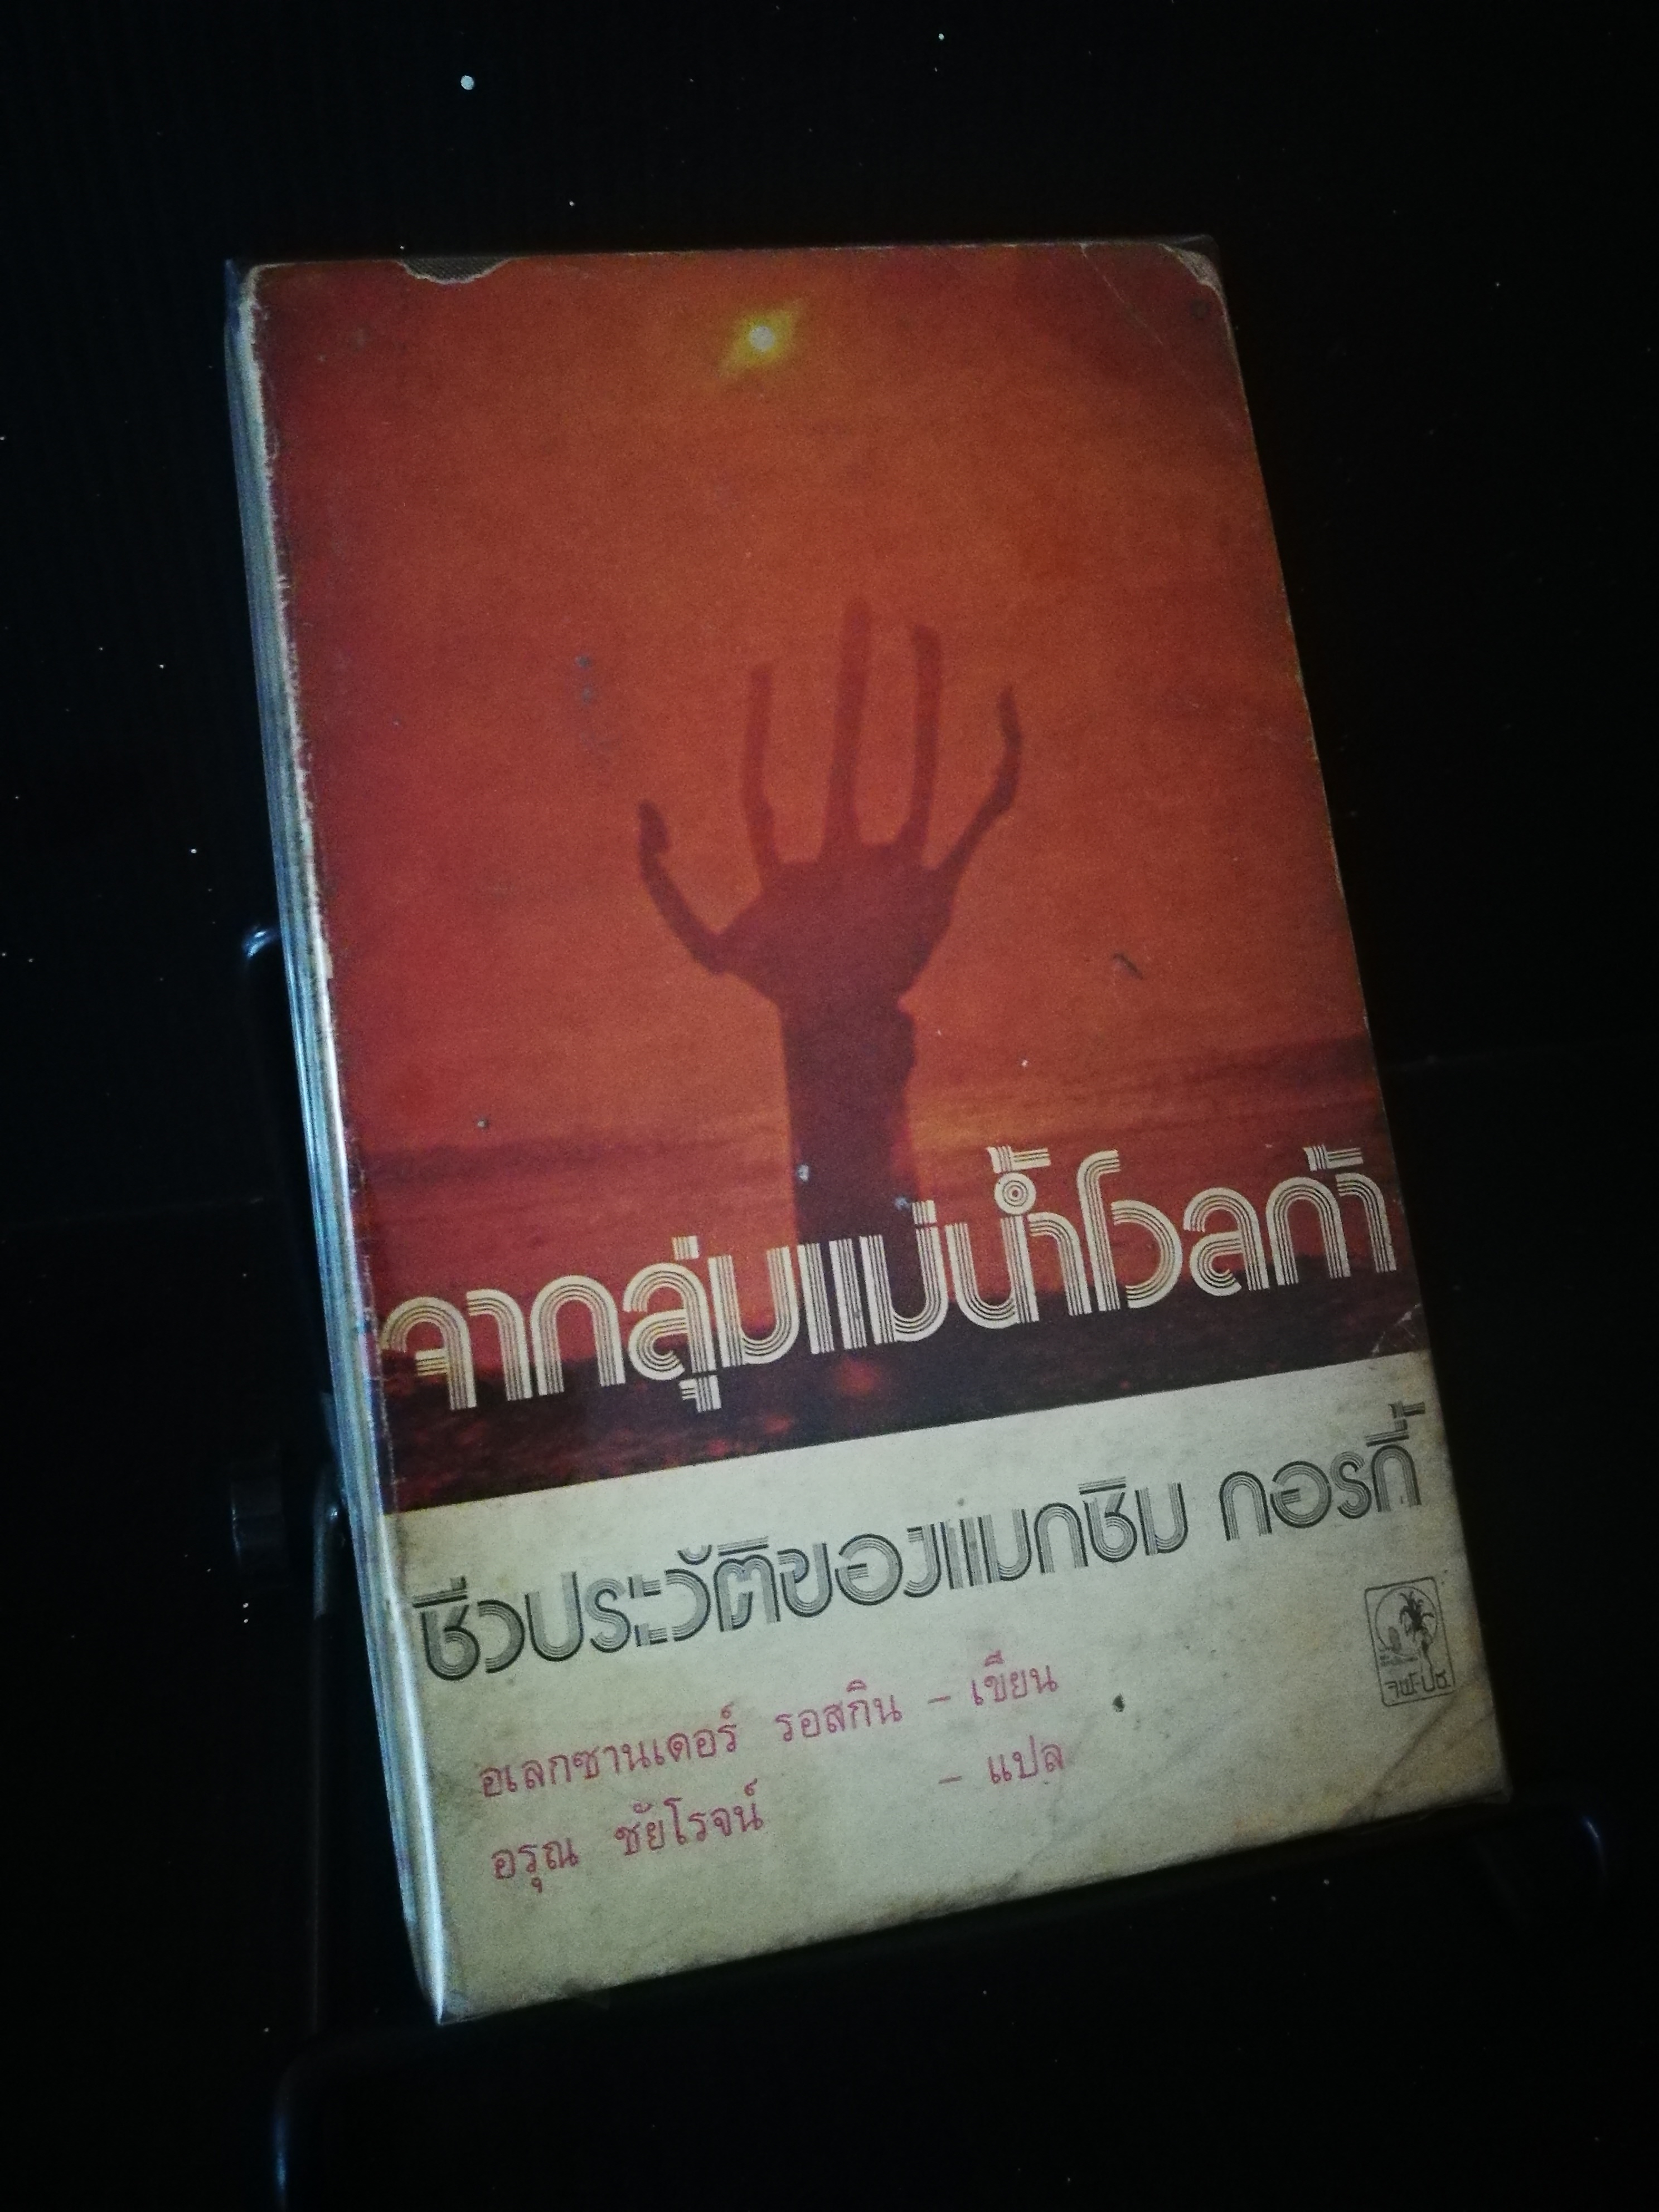 จากลุ่มแม่น้ำโวลก้า
ชีวประวัติของแมกซิม กอร์กี้
อเลกซานเดอร์ รอสกิน – เขียน
อรุณ ชัยโรจน์ – แปล